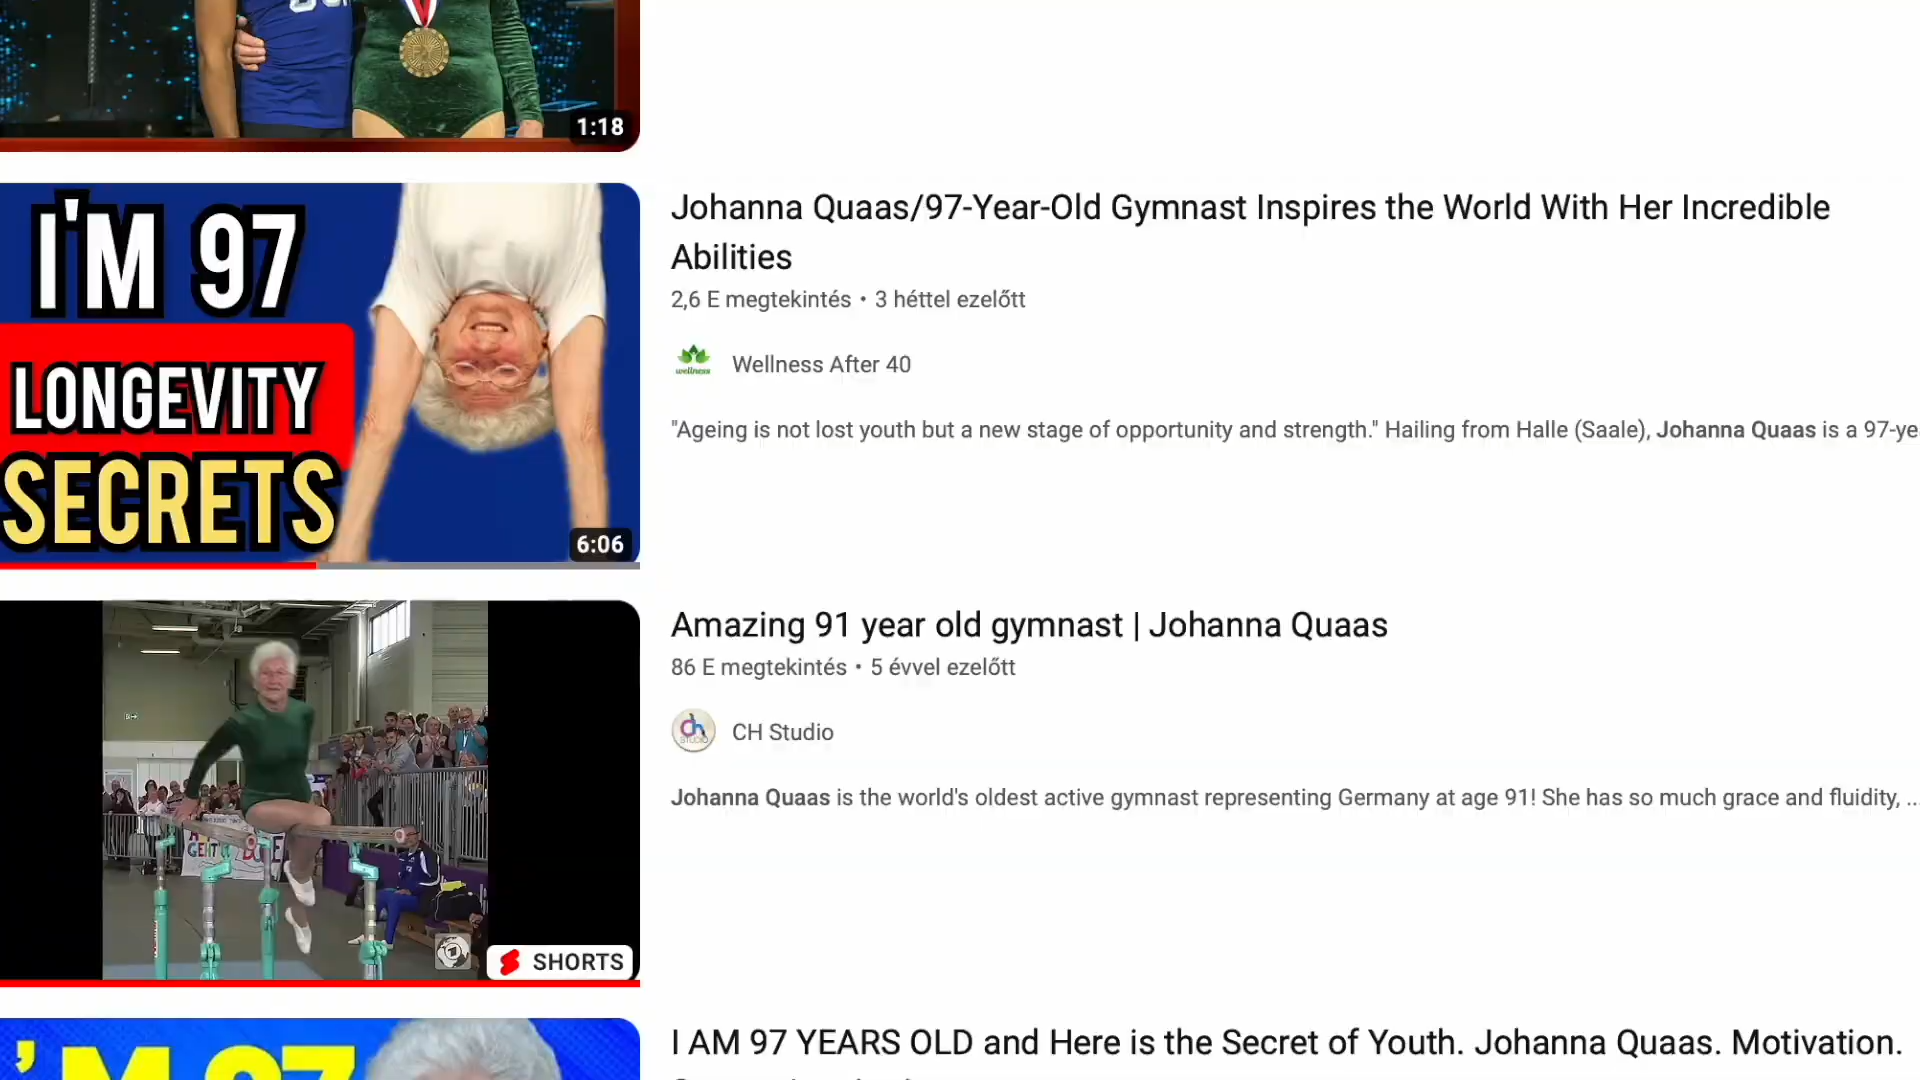 1:18
I'M 97
LONGEVITY
SECRETS
6:06
Johanna Quaas/97-Year-Old Gymnast Inspires the World With Her Incredible
Abilities
2,6 E megtekintés • 3 héttel ezelőtt
wellness
Wellness After 40
"Ageing is not lost youth but a new stage of opportunity and strength." Hailing from Halle (Saale), Johanna Quaas is a 97-ye
SHORTS
Amazing 91 year old gymnast | Johanna Quaas
86 E megtekintés • 5 évvel ezelőtt
ch
STUDIO
CH Studio
Johanna Quaas is the world's oldest active gymnast representing Germany at age 91! She has so much grace and fluidity, ...
'M 97
I AM 97 YEARS OLD and Here is the Secret of Youth. Johanna Quaas. Motivation.